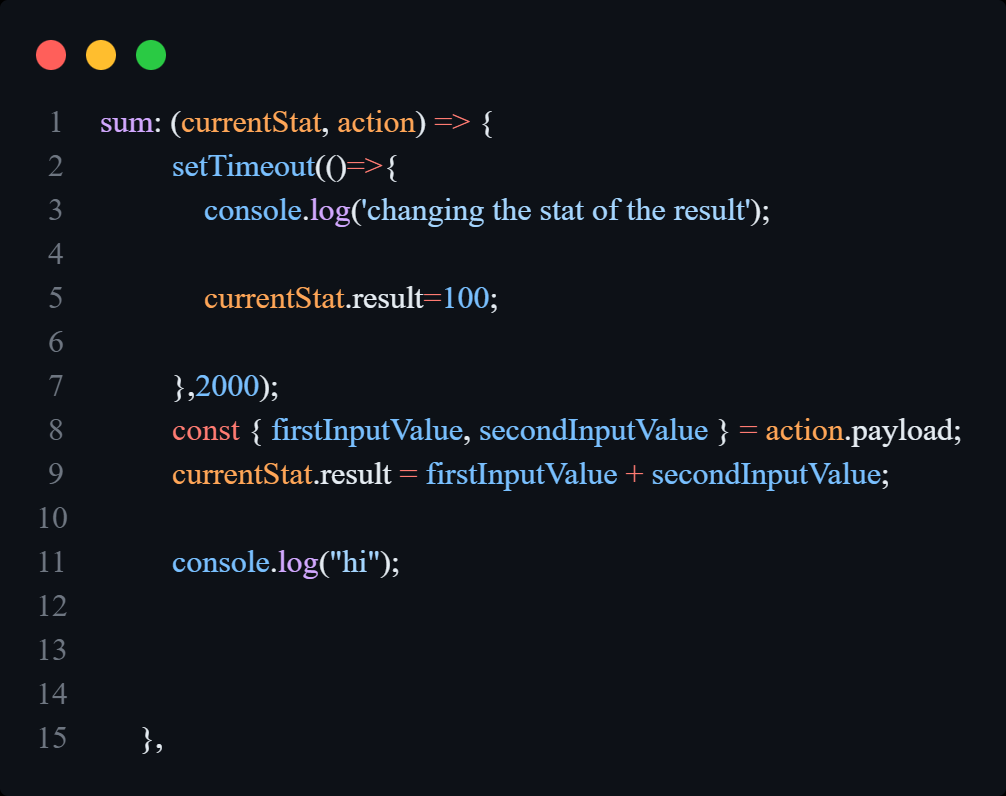 1 sum: (currentStat, action) => {
2 setTimeout(()=>{
3 console.log('changing the stat of the result');
4
5 currentStat.result=100;
6
7 },2000);
8 const { firstInputValue, secondInputValue } = action.payload;
9 currentStat.result = firstInputValue + secondInputValue;
10
11 console.log("hi");
12
13
14
15 },